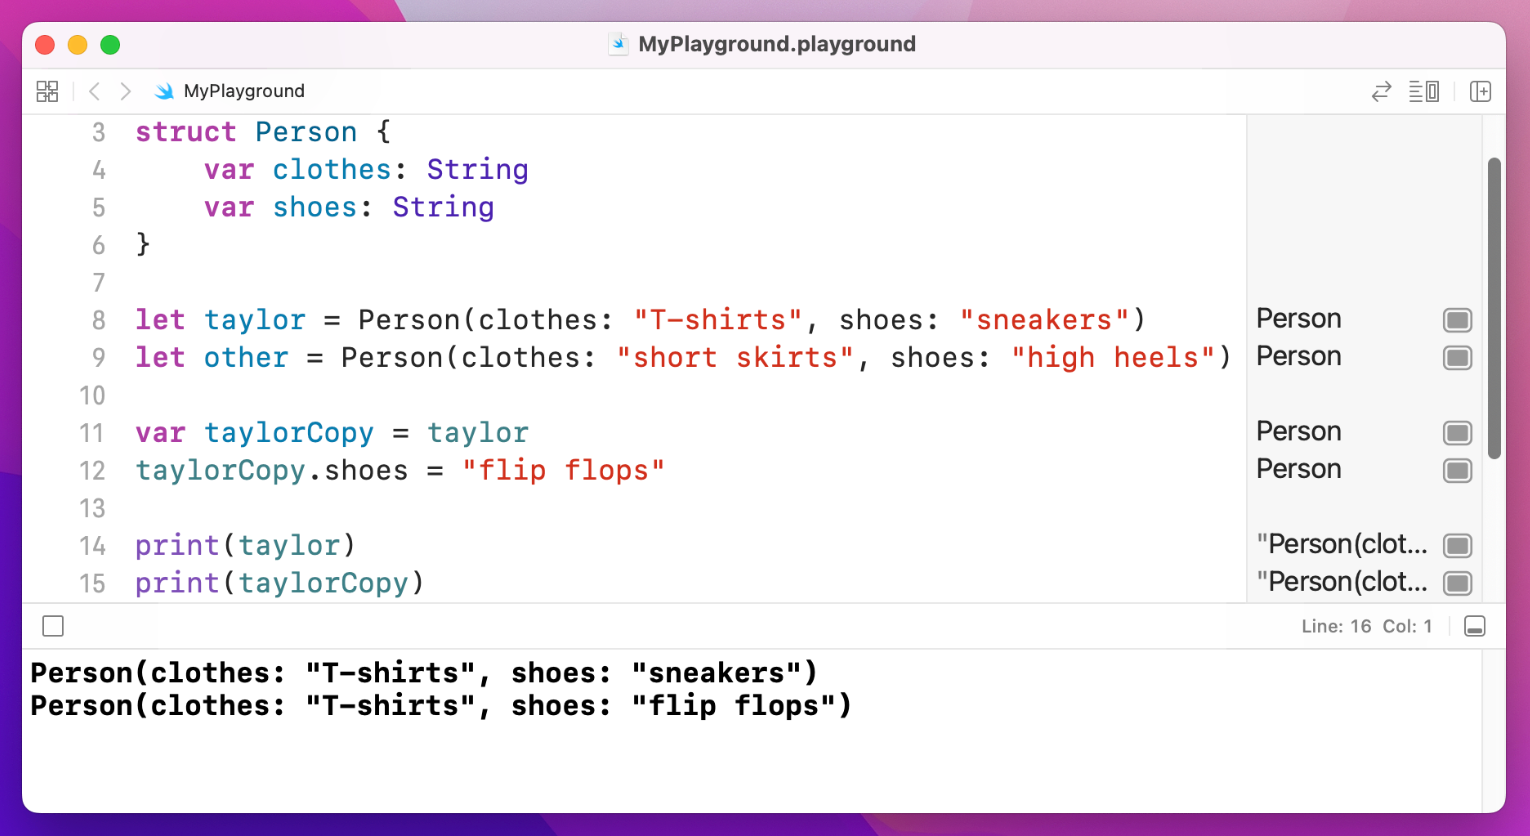 MyPlayground.playground
MyPlayground
3 struct Person {
4 var clothes: String
5 var shoes: String
6 }
7
8 let taylor = Person(clothes: "T-shirts", shoes: "sneakers") Person
9 let other = Person(clothes: "short skirts", shoes: "high heels") Person
10
11 var taylorCopy = taylor Person
12 taylorCopy.shoes = "flip flops" Person
13
14 print(taylor) "Person(clot...
15 print(taylorCopy) "Person(clot...
Line: 16 Col: 1
Person(clothes: "T-shirts", shoes: "sneakers")
Person(clothes: "T-shirts", shoes: "flip flops")